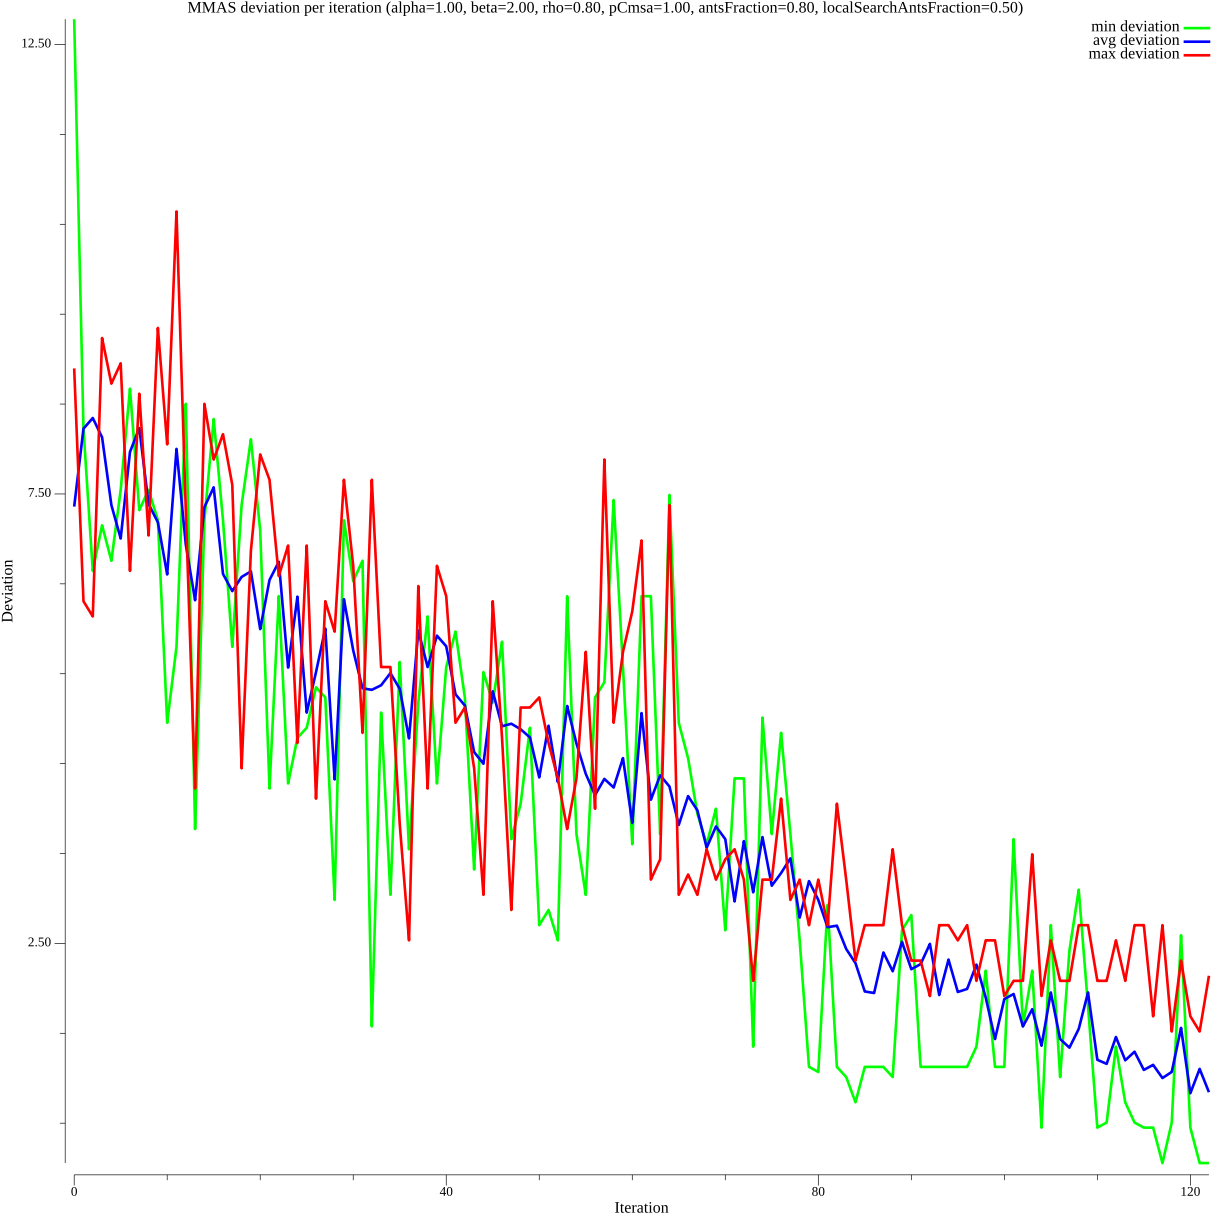 MMAS deviation per iteration (alpha=1.00, beta=2.00, rho=0.80, pCmsa=1.00, antsFraction=0.80, localSearchAntsFraction=0.50)
min deviation
avg deviation
max deviation
12.50
7.50
2.50
Deviation
0
40
80
120
Iteration